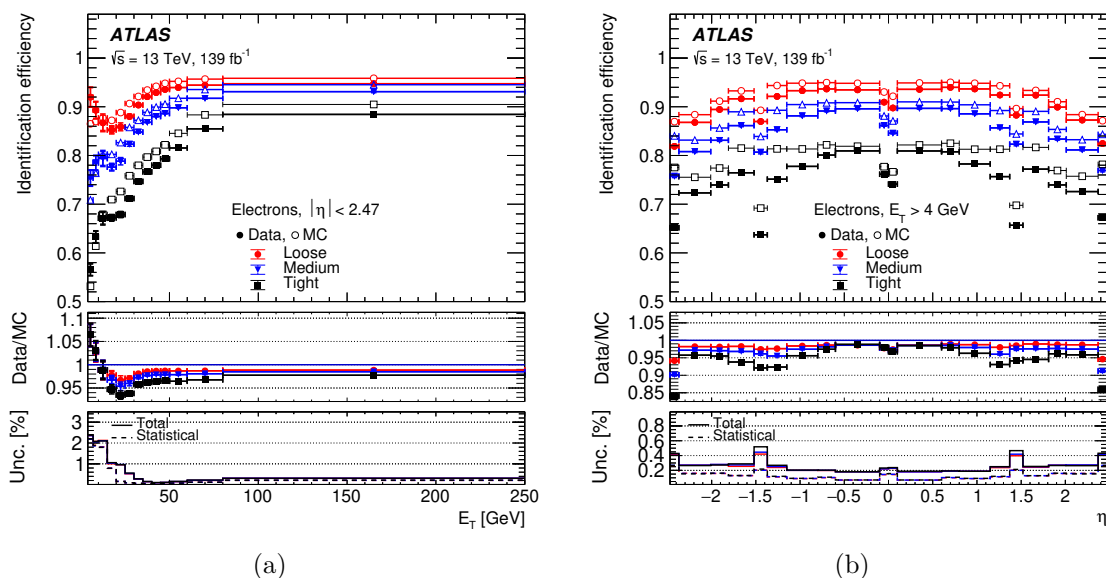 ATLAS
√s = 13 TeV, 139 fb⁻¹
Identification efficiency
1
0.9
0.8
0.7
0.6
0.5
Electrons, |η| < 2.47
Data, MC
Loose
Medium
Tight
Data/MC
1.1
1.05
1
0.95
Unc. [%]
3
2
1
Total
Statistical
50 100 150 200 250
E_T [GeV]
(a)
ATLAS
√s = 13 TeV, 139 fb⁻¹
Identification efficiency
1
0.9
0.8
0.7
0.6
0.5
Electrons, E_T > 4 GeV
Data, MC
Loose
Medium
Tight
Data/MC
1.05
1
0.95
0.9
0.85
Unc. [%]
0.8
0.6
0.4
0.2
Total
Statistical
−2 −1.5 −1 −0.5 0 0.5 1 1.5 2
η
(b)